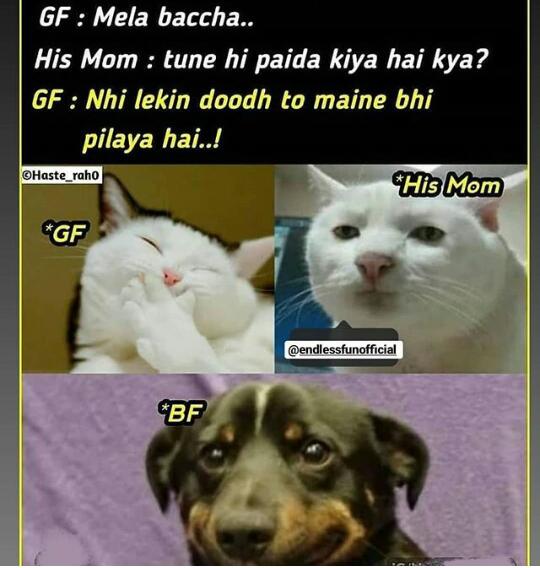 GF : Mela baccha..
His Mom : tune hi paida kiya hai kya?
GF : Nhi lekin doodh to maine bhi
pilaya hai..!
©Haste_rah0
*His Mom
*GF
@endlessfunofficial
*BF